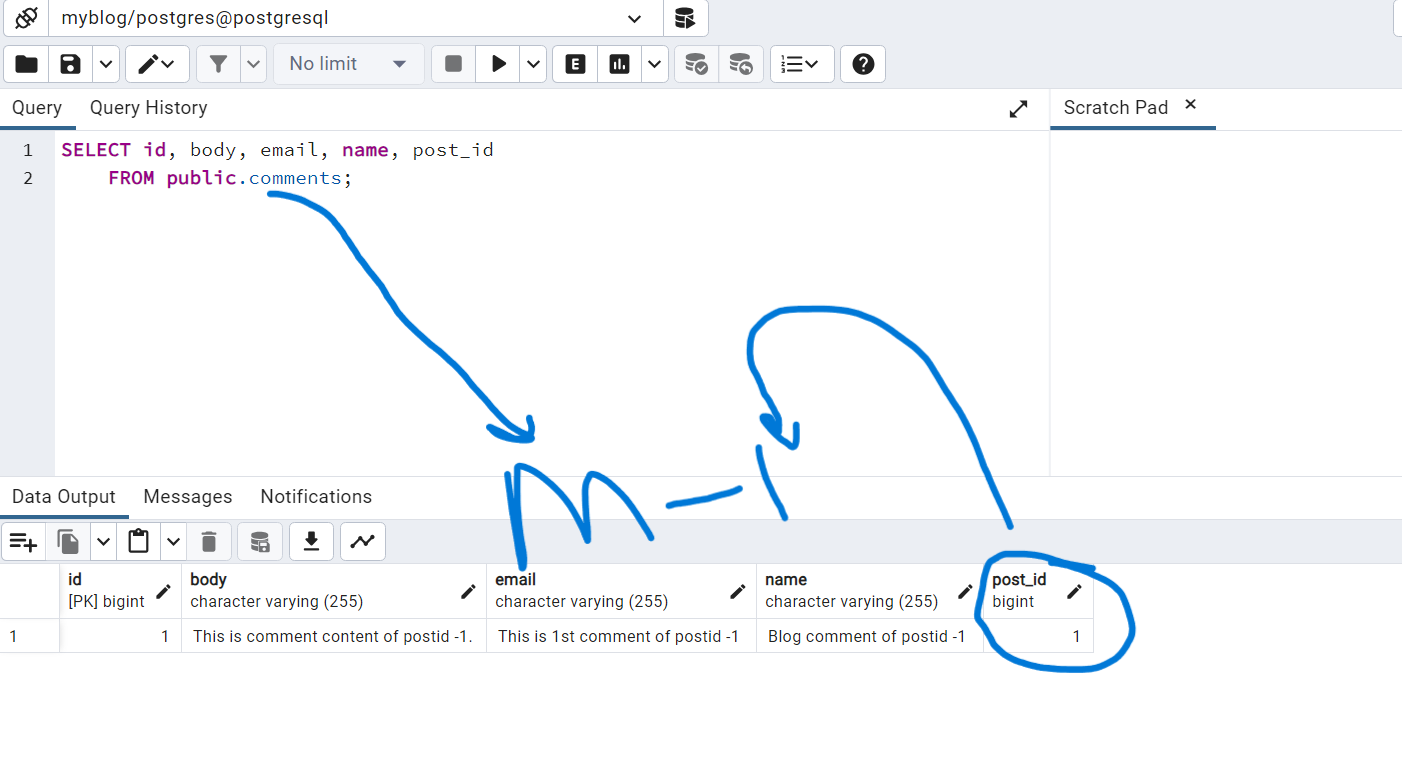 myblog/postgres@postgresql
No limit
E
Query Query History Scratch Pad
1 SELECT id, body, email, name, post_id
2 FROM public.comments;
M - 1
Data Output Messages Notifications
id body email name post_id
[PK] bigint character varying (255) character varying (255) character varying (255) bigint
1 1 This is comment content of postid -1. This is 1st comment of postid -1 Blog comment of postid -1 1